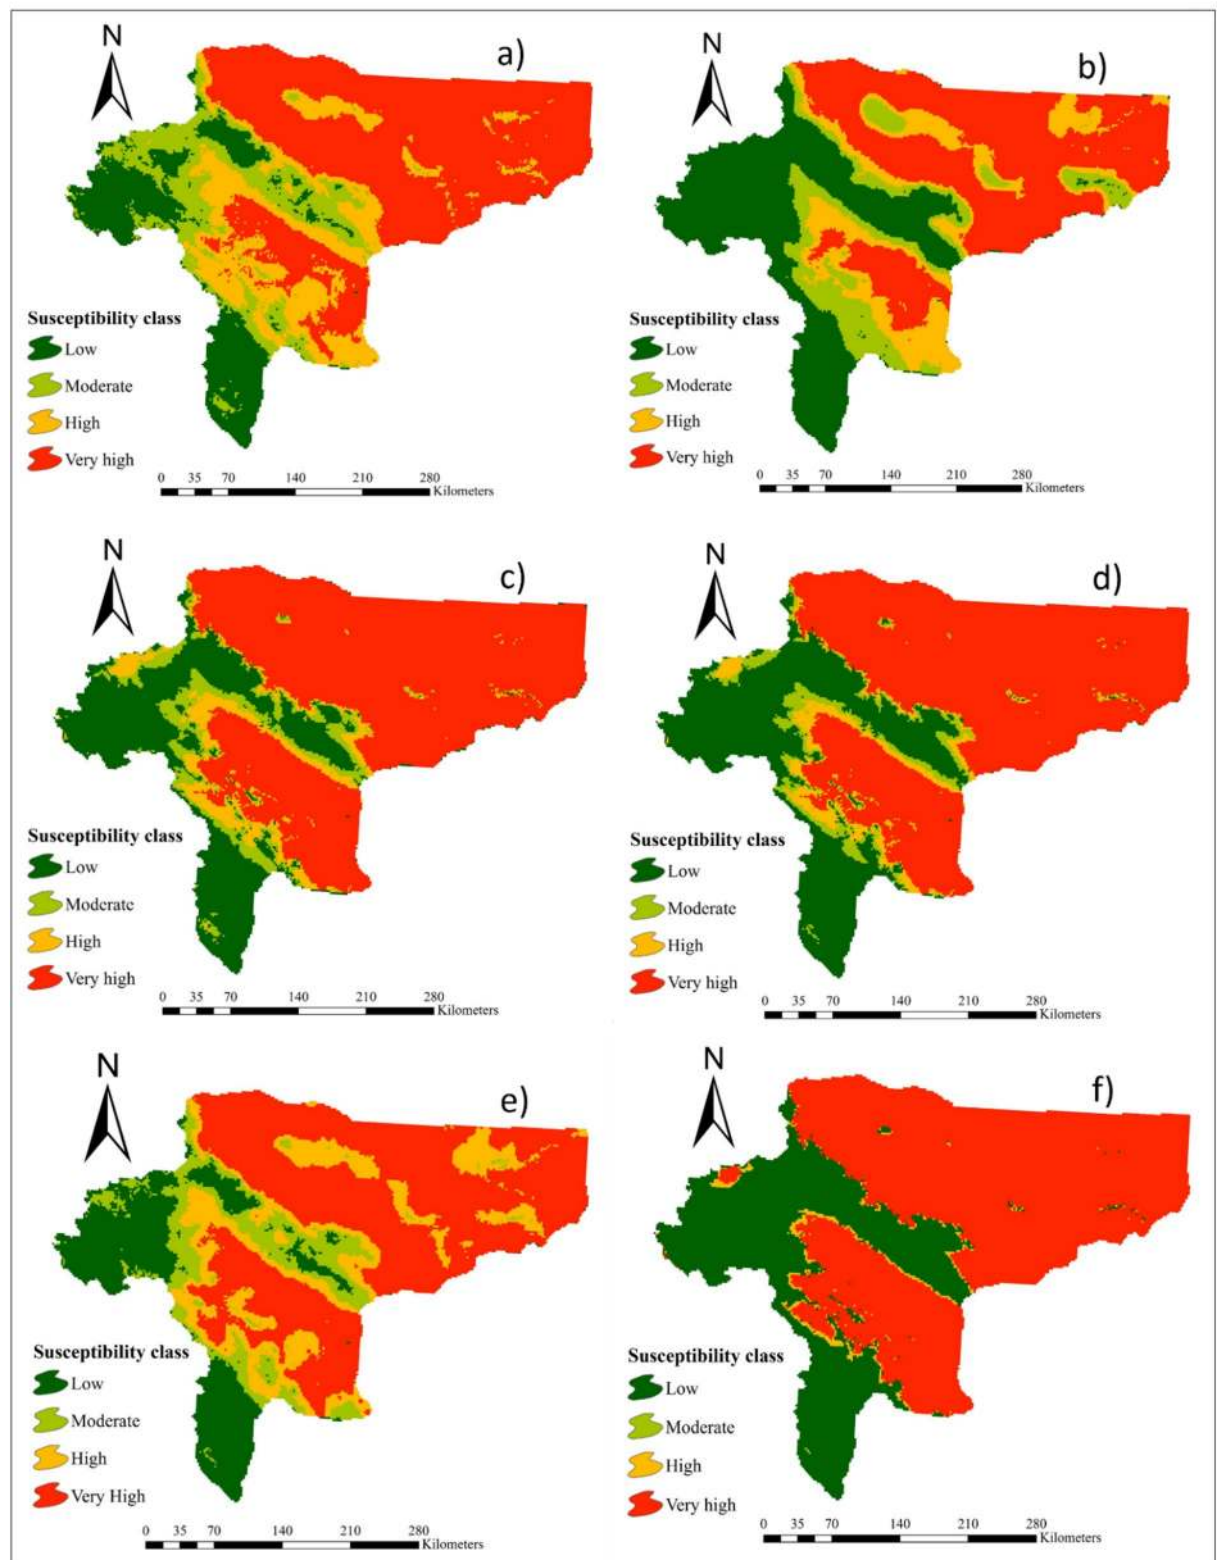 N
a)
Susceptibility class
Low
Moderate
High
Very high
0 35 70 140 210 280
Kilometers
N
b)
Susceptibility class
Low
Moderate
High
Very high
0 35 70 140 210 280
Kilometers
N
c)
Susceptibility class
Low
Moderate
High
Very high
0 35 70 140 210 280
Kilometers
N
d)
Susceptibility class
Low
Moderate
High
Very high
0 35 70 140 210 280
Kilometers
N
e)
Susceptibility class
Low
Moderate
High
Very High
0 35 70 140 210 280
Kilometers
N
f)
Susceptibility class
Low
Moderate
High
Very high
0 35 70 140 210 280
Kilometers